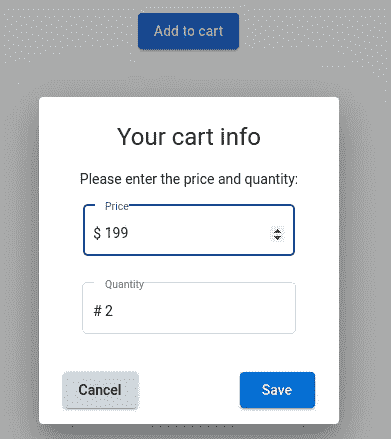 Add to cart
Your cart info
Please enter the price and quantity:
Price
$ 199
Quantity
# 2
Cancel
Save